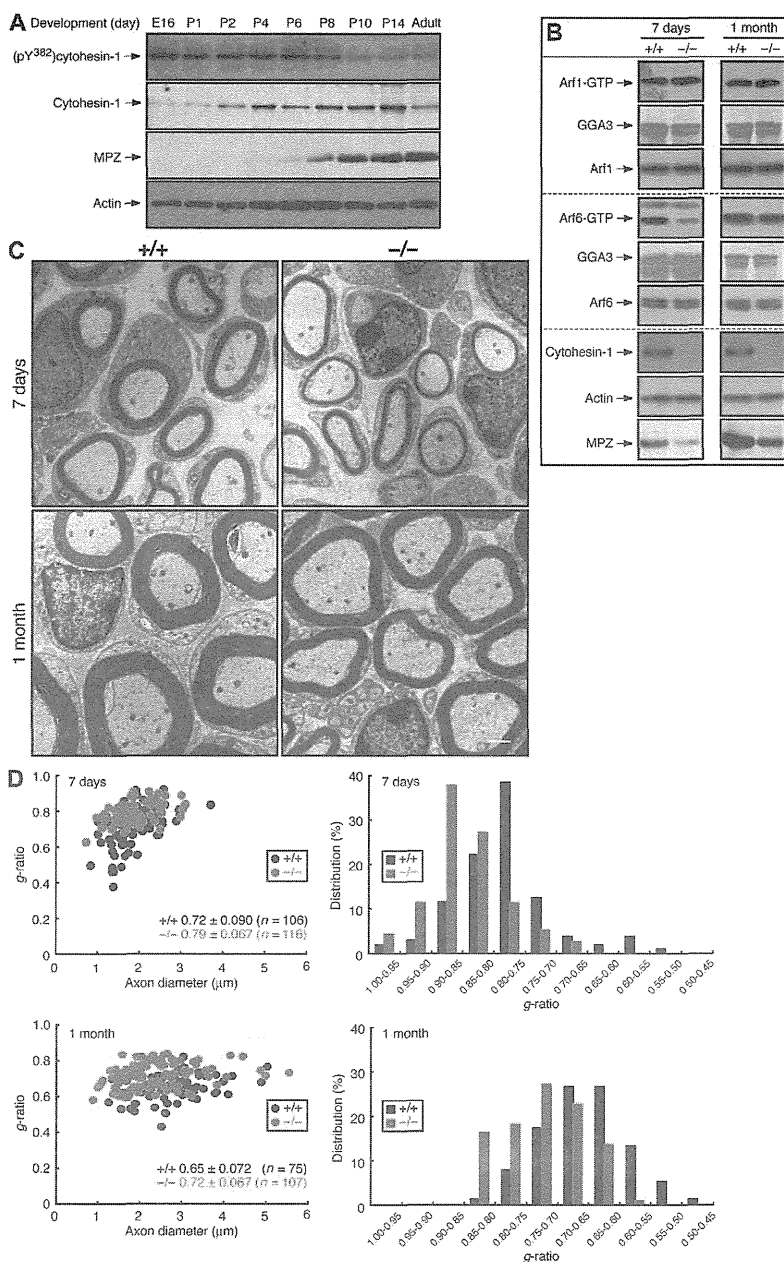 A
Development (day) E16 P1 P2 P4 P6 P8 P10 P14 Adult
(pY382)cytohesin-1
Cytohesin-1
MPZ
Actin
B
7 days 1 month
+/+ −/− +/+ −/−
Arf1-GTP
GGA3
Arf1
Arf6-GTP
GGA3
Arf6
Cytohesin-1
Actin
MPZ
C
+/+ −/−
7 days
1 month
D
7 days
g-ratio
1.0
0.8
0.6
0.4
0.2
0
0 1 2 3 4 5 6
Axon diameter (μm)
+/+
−/−
+/+ 0.72 ± 0.090 (n = 106)
−/− 0.79 ± 0.067 (n = 116)
7 days
Distribution (%)
40
30
20
10
0
+/+
−/−
1.00-0.95 0.95-0.90 0.90-0.85 0.85-0.80 0.80-0.75 0.75-0.70 0.70-0.65 0.65-0.60 0.60-0.55 0.55-0.50 0.50-0.45
g-ratio
1 month
g-ratio
1.0
0.8
0.6
0.4
0.2
0
0 1 2 3 4 5 6
Axon diameter (μm)
+/+
−/−
+/+ 0.65 ± 0.072 (n = 75)
−/− 0.72 ± 0.067 (n = 107)
1 month
Distribution (%)
40
30
20
10
0
+/+
−/−
1.00-0.95 0.95-0.90 0.90-0.85 0.85-0.80 0.80-0.75 0.75-0.70 0.70-0.65 0.65-0.60 0.60-0.55 0.55-0.50 0.50-0.45
g-ratio